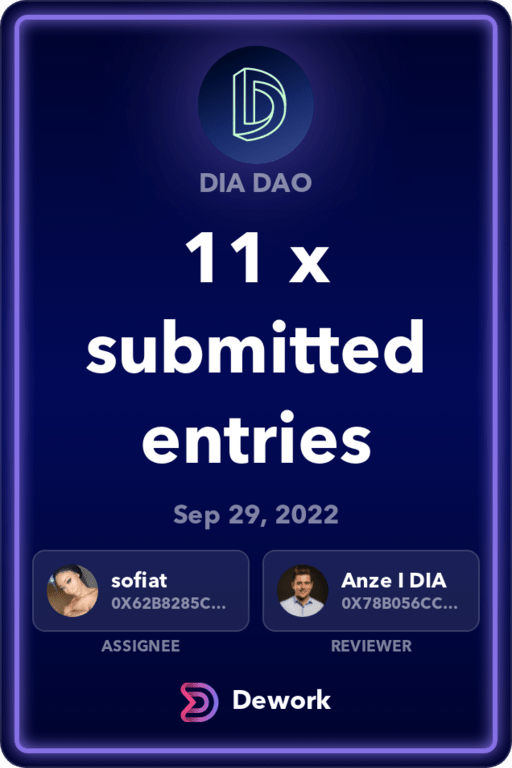 DIA DAO
11 x
submitted
entries
Sep 29, 2022
sofiat
0X62B8285C...
ASSIGNEE
Anze I DIA
0X78B056CC...
REVIEWER
Dework